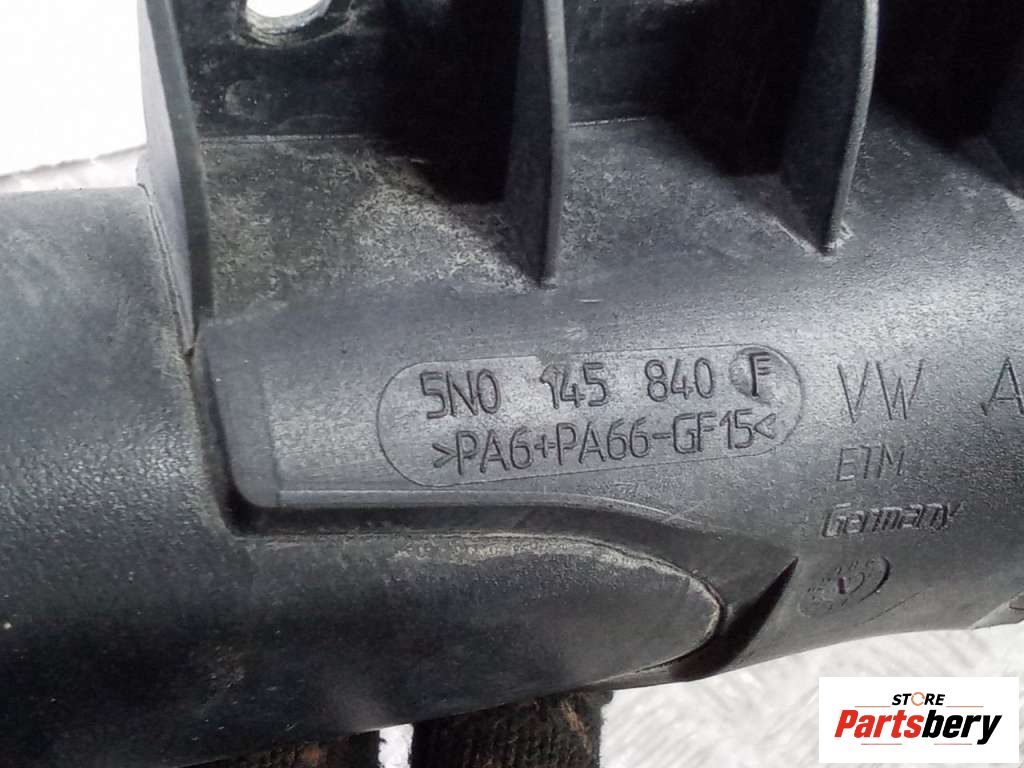 5N0 145 840 F
>PA6+PA66-GF15<
VW A
ETM
Germany
STORE
Partsbery